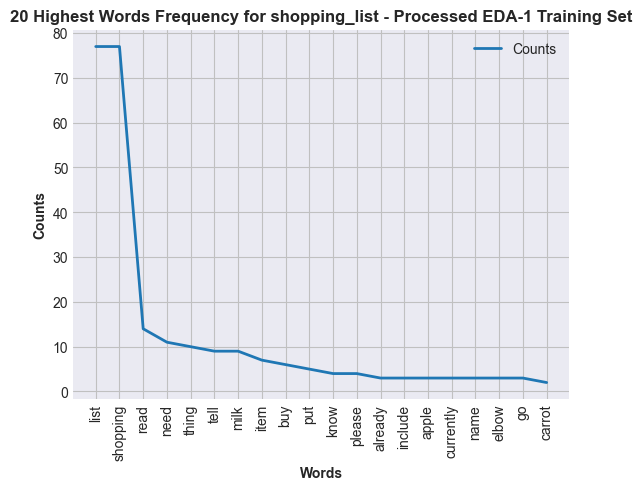 20 Highest Words Frequency for shopping_list - Processed EDA-1 Training Set
Counts
80
70
60
50
40
30
20
10
0
Counts
list
shopping
read
need
thing
tell
milk
item
buy
put
know
please
already
include
apple
currently
name
elbow
go
carrot
Words